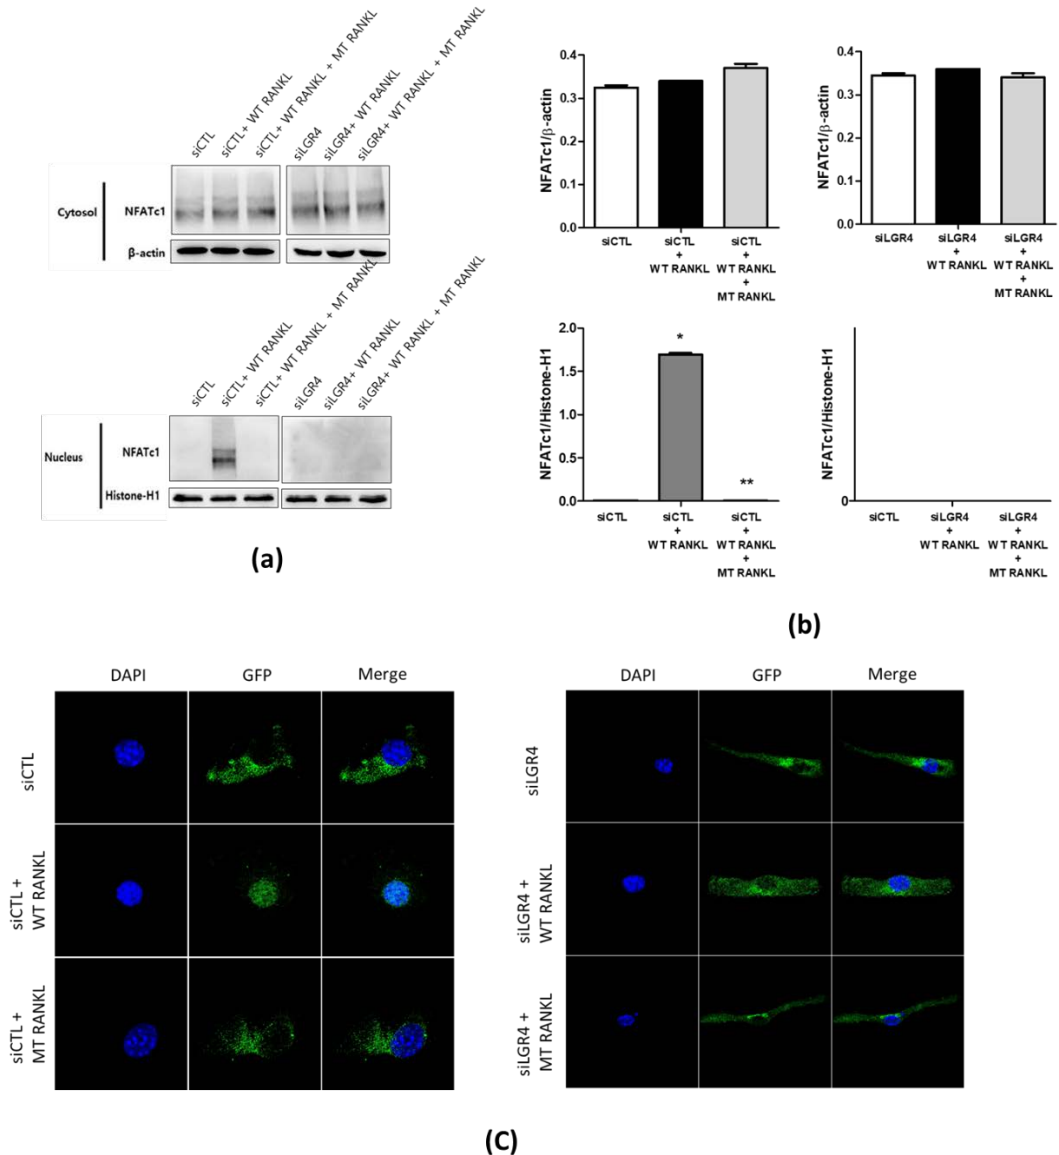 siCTL
siCTL+ WT RANKL
siCTL+ WT RANKL + MT RANKL
siLGR4
siLGR4+ WT RANKL
siLGR4+ WT RANKL + MT RANKL
Cytosol
NFATc1
β-actin
siCTL
siCTL+ WT RANKL
siCTL+ WT RANKL + MT RANKL
siLGR4
siLGR4+ WT RANKL
siLGR4+ WT RANKL + MT RANKL
Nucleus
NFATc1
Histone-H1
(a)
NFATc1/β-actin
0.4
0.3
0.2
0.1
0.0
siCTL
siCTL
+
WT RANKL
siCTL
+
WT RANKL
+
MT RANKL
NFATc1/β-actin
0.4
0.3
0.2
0.1
0.0
siLGR4
siLGR4
+
WT RANKL
siLGR4
+
WT RANKL
+
MT RANKL
NFATc1/Histone-H1
2.0
1.5
1.0
0.5
0.0
*
**
siCTL
siCTL
+
WT RANKL
siCTL
+
WT RANKL
+
MT RANKL
NFATc1/Histone-H1
0
siCTL
siLGR4
+
WT RANKL
siLGR4
+
WT RANKL
+
MT RANKL
(b)
DAPI GFP Merge
siCTL
siCTL +
WT RANKL
siCTL +
MT RANKL
DAPI GFP Merge
siLGR4
siLGR4 +
WT RANKL
siLGR4 +
MT RANKL
(C)